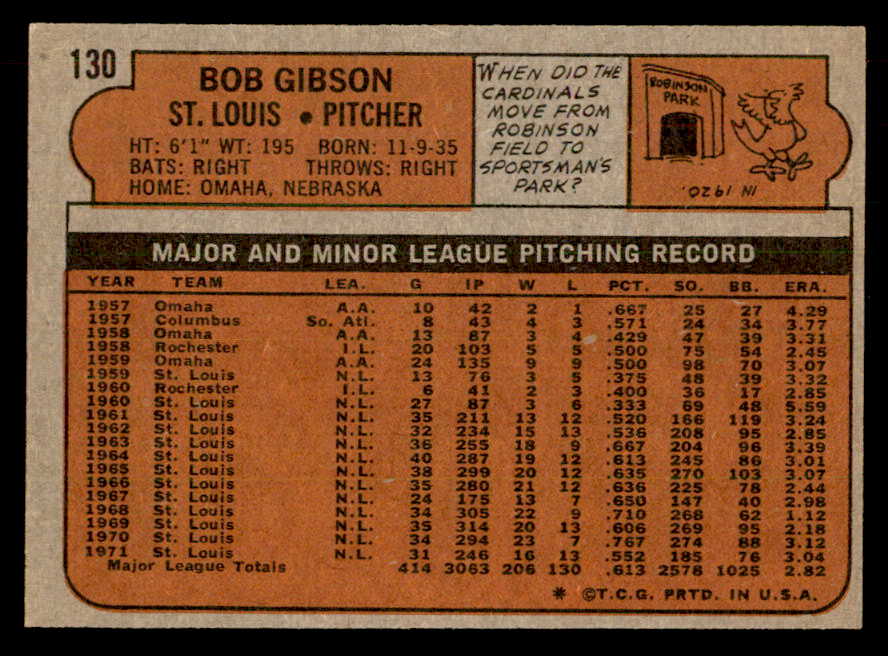 130
BOB GIBSON
ST. LOUIS • PITCHER
HT: 6'1" WT: 195 BORN: 11-9-35
BATS: RIGHT THROWS: RIGHT
HOME: OMAHA, NEBRASKA
WHEN DID THE
CARDINALS
MOVE FROM
ROBINSON
FIELD TO
SPORTSMAN'S
PARK?
ROBINSON
PARK
IN 1920.
MAJOR AND MINOR LEAGUE PITCHING RECORD
YEAR TEAM LEA. G IP W L PCT. SO. BB. ERA.
1957 Omaha A.A. 10 42 2 1 .667 25 27 4.29
1957 Columbus So. Atl. 8 43 4 3 .571 24 34 3.77
1958 Omaha A.A. 13 87 3 4 .429 47 39 3.31
1958 Rochester I.L. 20 103 5 5 .500 75 54 2.45
1959 Omaha A.A. 24 135 9 9 .500 98 70 3.07
1959 St. Louis N.L. 13 76 3 5 .375 48 39 3.32
1960 Rochester I.L. 6 41 2 3 .400 36 17 2.85
1960 St. Louis N.L. 27 87 3 6 .333 69 48 5.59
1961 St. Louis N.L. 35 211 13 12 .520 166 119 3.24
1962 St. Louis N.L. 32 234 15 13 .536 208 95 2.85
1963 St. Louis N.L. 36 255 18 9 .667 204 96 3.39
1964 St. Louis N.L. 40 287 19 12 .613 245 86 3.01
1965 St. Louis N.L. 38 299 20 12 .635 270 103 3.07
1966 St. Louis N.L. 35 280 21 12 .636 225 78 2.44
1967 St. Louis N.L. 24 175 13 7 .650 147 40 2.98
1968 St. Louis N.L. 34 305 22 9 .710 268 62 1.12
1969 St. Louis N.L. 35 314 20 13 .606 269 95 2.18
1970 St. Louis N.L. 34 294 23 7 .767 274 88 3.12
1971 St. Louis N.L. 31 246 16 13 .552 185 76 3.04
Major League Totals 414 3063 206 130 .613 2578 1025 2.82
* ©T.C.G. PRTD. IN U.S.A.